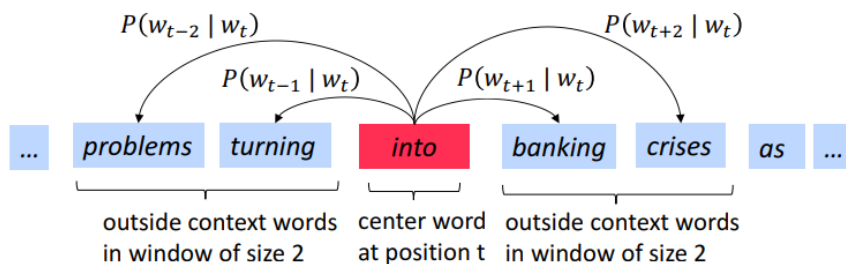 P(w_{t−2} | w_t)
P(w_{t+2} | w_t)
P(w_{t−1} | w_t)
P(w_{t+1} | w_t)
... problems turning into banking crises as ...
outside context words
in window of size 2
center word
at position t
outside context words
in window of size 2